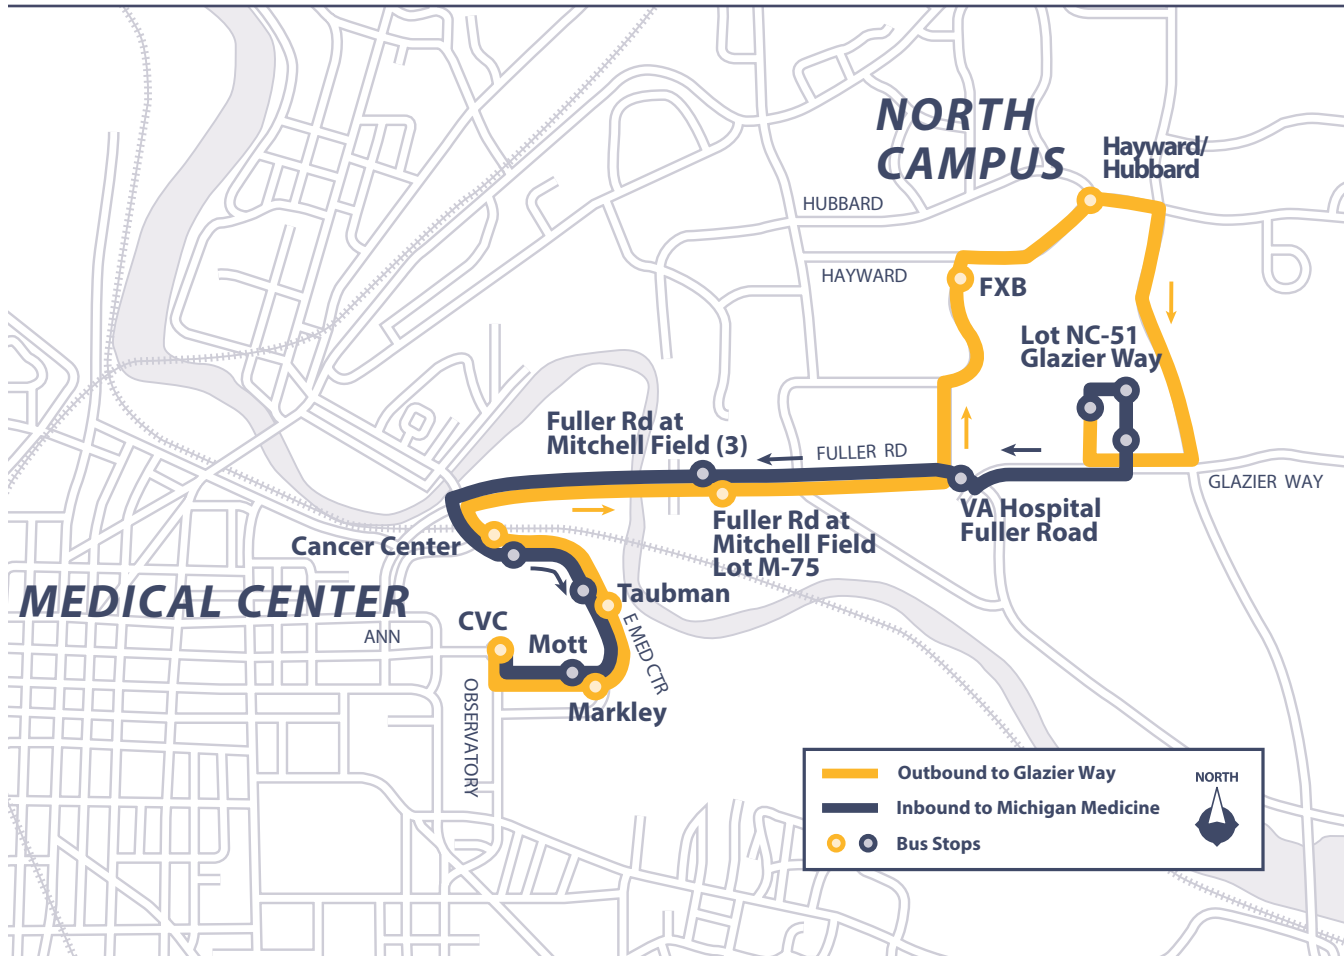 NORTH
CAMPUS
Hayward/
Hubbard
HUBBARD
HAYWARD
FXB
Lot NC-51
Glazier Way
Fuller Rd at
Mitchell Field (3)
FULLER RD
GLAZIER WAY
VA Hospital
Fuller Road
Fuller Rd at
Mitchell Field
Lot M-75
Cancer Center
MEDICAL CENTER
Taubman
CVC
ANN
Mott
E MED CTR
Markley
OBSERVATORY
Outbound to Glazier Way
Inbound to Michigan Medicine
Bus Stops
NORTH